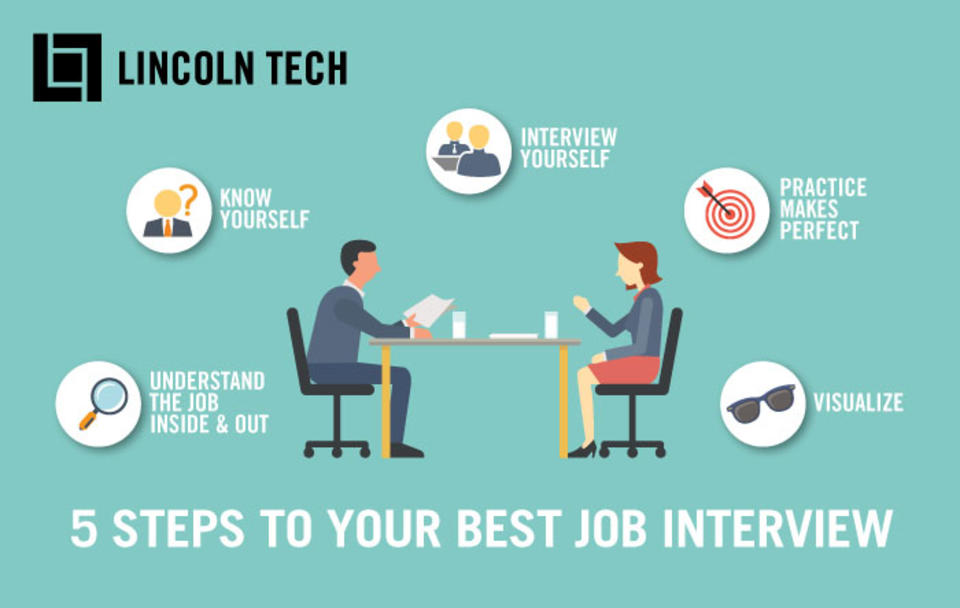 LINCOLN TECH
INTERVIEW
YOURSELF
KNOW
YOURSELF
PRACTICE
MAKES
PERFECT
UNDERSTAND
THE JOB
INSIDE & OUT
VISUALIZE
5 STEPS TO YOUR BEST JOB INTERVIEW